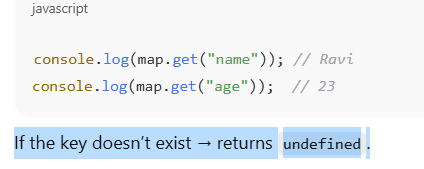 javascript
console.log(map.get("name")); // Ravi
console.log(map.get("age"));  // 23
If the key doesn’t exist → returns undefined.